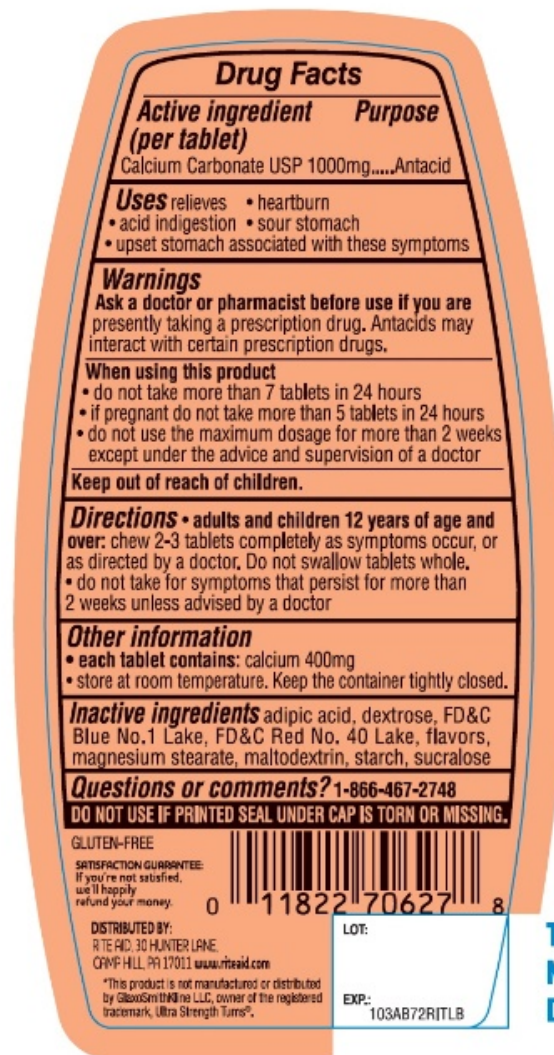 Drug Facts
Active ingredient Purpose
(per tablet)
Calcium Carbonate USP 1000mg.....Antacid
Uses relieves • heartburn
• acid indigestion • sour stomach
• upset stomach associated with these symptoms
Warnings
Ask a doctor or pharmacist before use if you are
presently taking a prescription drug. Antacids may
interact with certain prescription drugs.
When using this product
• do not take more than 7 tablets in 24 hours
• if pregnant do not take more than 5 tablets in 24 hours
• do not use the maximum dosage for more than 2 weeks
except under the advice and supervision of a doctor
Keep out of reach of children.
Directions • adults and children 12 years of age and
over: chew 2-3 tablets completely as symptoms occur, or
as directed by a doctor. Do not swallow tablets whole.
• do not take for symptoms that persist for more than
2 weeks unless advised by a doctor
Other information
• each tablet contains: calcium 400mg
• store at room temperature. Keep the container tightly closed.
Inactive ingredients adipic acid, dextrose, FD&C
Blue No.1 Lake, FD&C Red No. 40 Lake, flavors,
magnesium stearate, maltodextrin, starch, sucralose
Questions or comments? 1-866-467-2748
DO NOT USE IF PRINTED SEAL UNDER CAP IS TORN OR MISSING.
GLUTEN-FREE
SATISFACTION GUARANTEE:
If you're not satisfied,
we'll happily
refund your money.
0 11822 70627 8
DISTRIBUTED BY:
RITE AID, 30 HUNTER LANE,
CAMP HILL, PA 17011 www.riteaid.com
*This product is not manufactured or distributed
by GlaxoSmithKline LLC, owner of the registered
trademark, Ultra Strength Tums®.
LOT:
EXP.:
103AB72RITLB